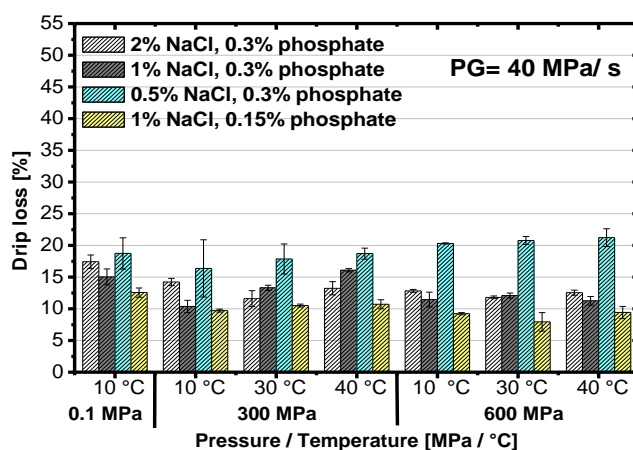 55
50
45
40
35
30
25
20
15
10
5
0
Drip loss [%]
2% NaCl, 0.3% phosphate
1% NaCl, 0.3% phosphate
0.5% NaCl, 0.3% phosphate
1% NaCl, 0.15% phosphate
PG= 40 MPa/ s
10 °C 10 °C 30 °C 40 °C 10 °C 30 °C 40 °C
0.1 MPa 300 MPa 600 MPa
Pressure / Temperature [MPa / °C]